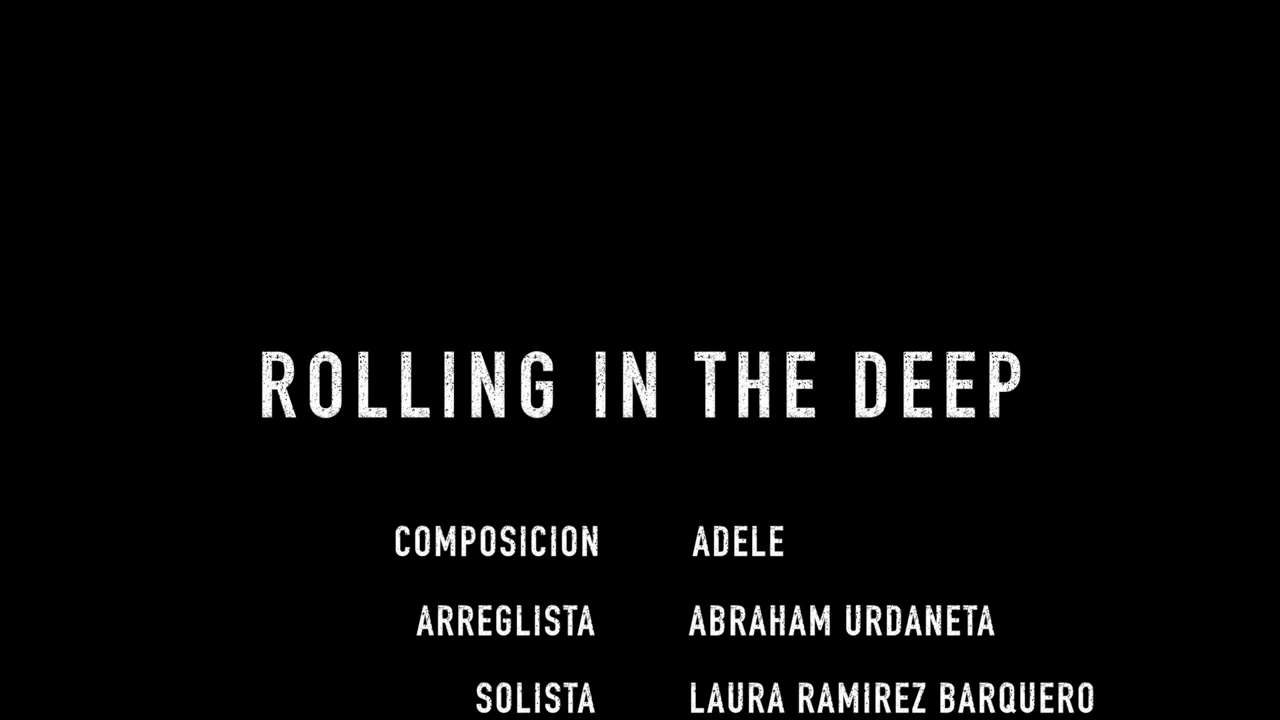 ROLLING IN THE DEEP
COMPOSICION ADELE
ARREGLISTA ABRAHAM URDANETA
SOLISTA LAURA RAMIREZ BARQUERO